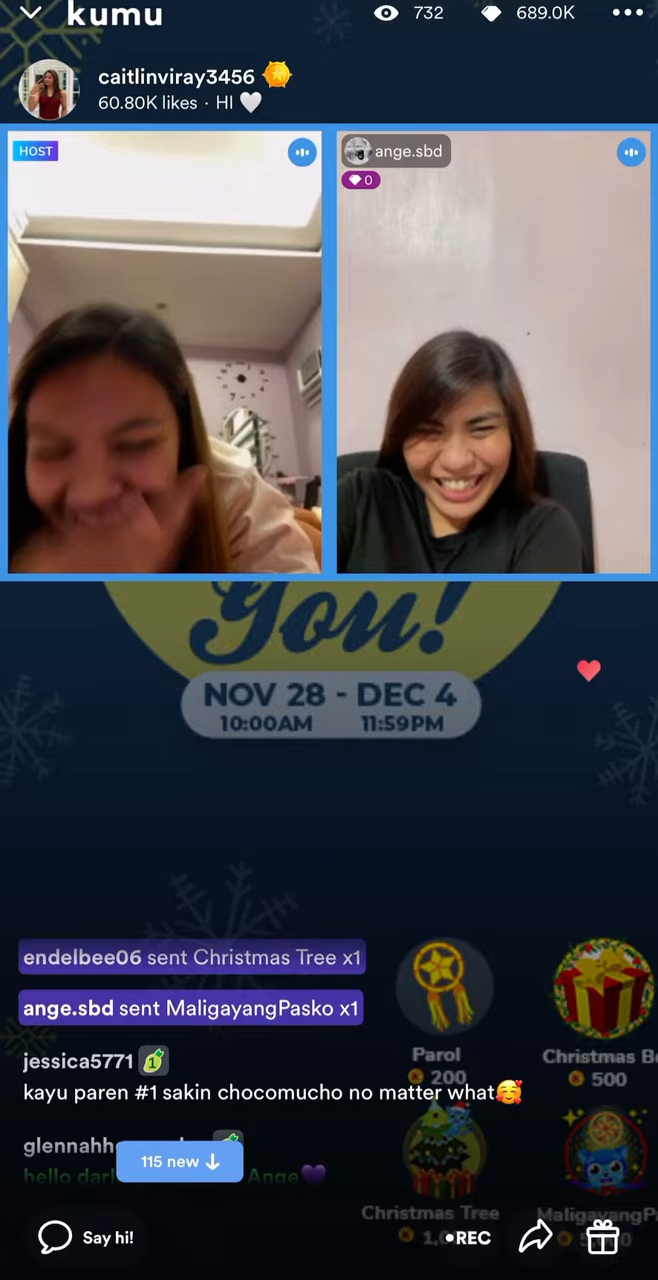 kumu
732
689.0K
caitlinviray3456
60.80K likes · HI 🤍
HOST
ange.sbd
0
You!
NOV 28 - DEC 4
10:00AM 11:59PM
endelbee06 sent Christmas Tree x1
ange.sbd sent MaligayangPasko x1
Parol
200
Christmas
500
jessica5771 1
kayu paren #1 sakin chocomucho no matter what🥰
hello Ange💜
115 new ↓
Christmas Tree
REC
Say hi!